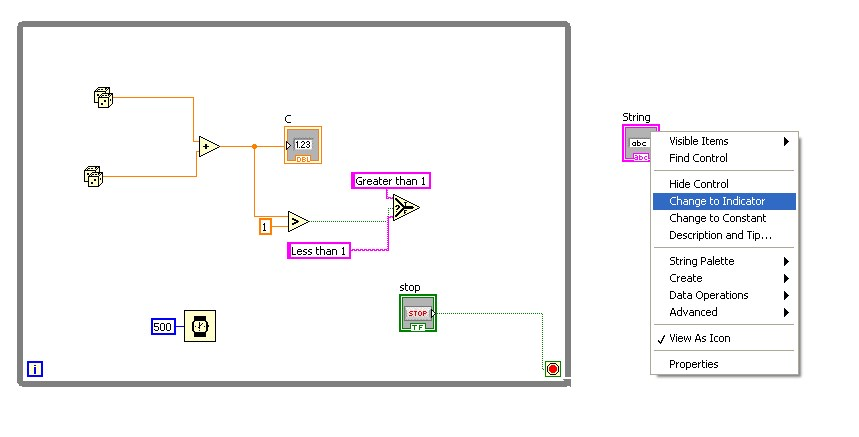 C
1.23
DBL
Greater than 1
?
>
1
Less than 1
stop
STOP
TF
500
i
String
abc
abc
Visible Items
Find Control
Hide Control
Change to Indicator
Change to Constant
Description and Tip...
String Palette
Create
Data Operations
Advanced
View As Icon
Properties